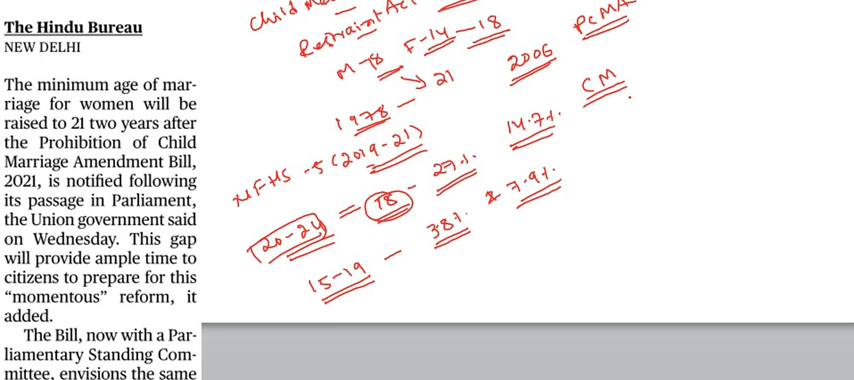 The Hindu Bureau
NEW DELHI
The minimum age of mar-
riage for women will be
raised to 21 two years after
the Prohibition of Child
Marriage Amendment Bill,
2021, is notified following
its passage in Parliament,
the Union government said
on Wednesday. This gap
will provide ample time to
citizens to prepare for this
“momentous” reform, it
added.
The Bill, now with a Par-
liamentary Standing Com-
mittee, envisions the same
Child
Restraint Act
M-18 F-14-18
→ 21
1978 -
2006 PCMA
NFHS -5 (2019-21)
20-24 = 18 - 27% 14.7% CM
15-19 - 38% & 7.9%